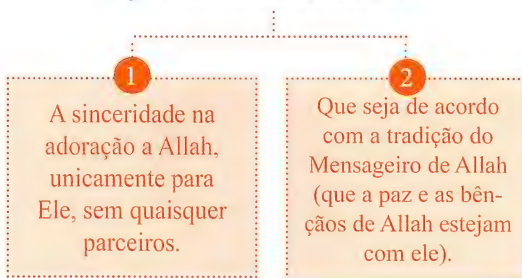 1
A sinceridade na
adoração a Allah,
unicamente para
Ele, sem quaisquer
parceiros.
2
Que seja de acordo
com a tradição do
Mensageiro de Allah
(que a paz e as bên-
çãos de Allah estejam
com ele).